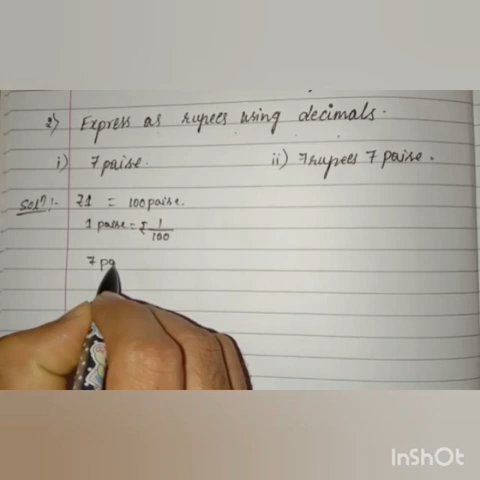 2) Express as rupees using decimals.
i) 7 paise. ii) 7 rupees 7 paise.
Solⁿ:- ₹1 = 100 paise.
1 paise = ₹ 1/100
7 pa
InShOt